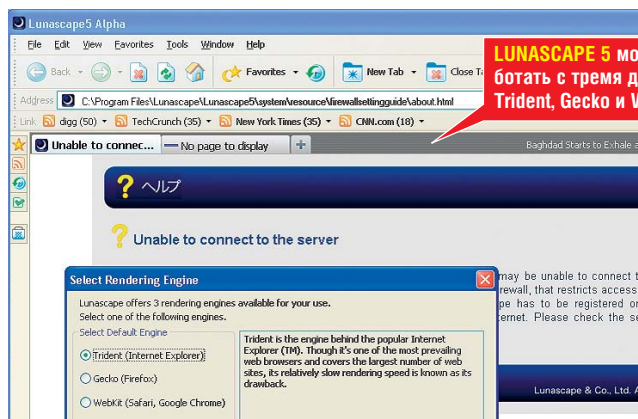 Lunascape5 Alpha
File Edit View Favorites Tools Window Help
Back Favorites New Tab Close
LUNASCAPE 5
ботать с тремя
Trident, Gecko и
Address C:\Program Files\Lunascape\Lunascape5\system\resource\firewallsettingguide\about.html
Link digg (50) TechCrunch (35) New York Times (35) CNN.com (18)
Unable to connec... No page to display + Baghdad Starts to Exhale
? ヘルプ
? Unable to connect to the server
may be unable to connect
firewall, that restricts access
has to be registered
Please check the
Select Rendering Engine
Lunascape offers 3 rendering engines available for your use.
Select one of the following engines.
Select Default Engine
Trident (Internet Explorer)
Gecko (Firefox)
WebKit (Safari, Google Chrome)
Trident is the engine behind the popular Internet
Explorer (TM). Though it's one of the most prevailing
web browsers and covers the largest number of web
sites, its relatively slow rendering speed is known as its
drawback.
Lunascape & Co., Ltd.